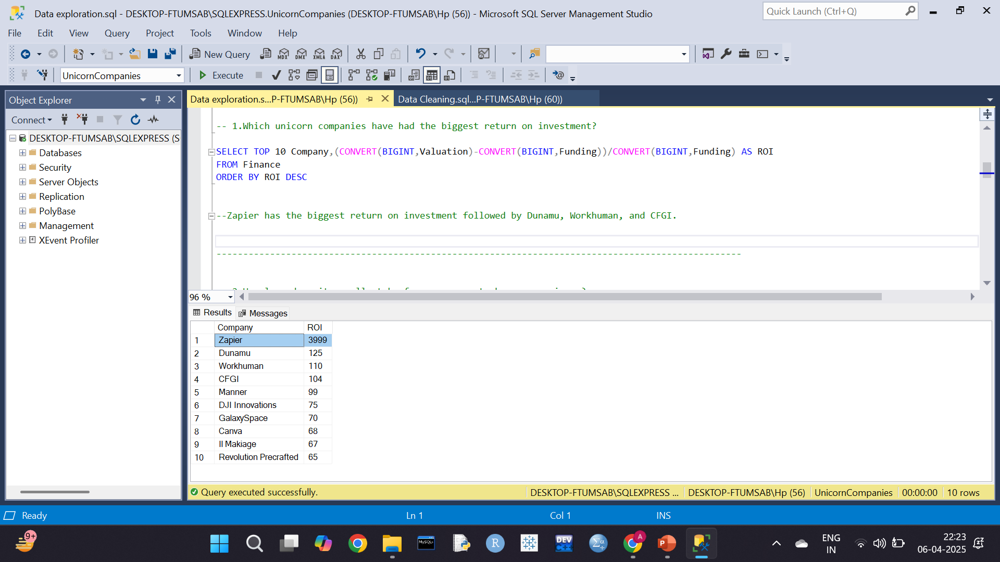 Data exploration.sql - DESKTOP-FTUMSAB\SQLEXPRESS.UnicornCompanies (DESKTOP-FTUMSAB\Hp (56)) - Microsoft SQL Server Management Studio
Quick Launch (Ctrl+Q)
File Edit View Query Project Tools Window Help
New Query MDX DMX XMLA DAX
UnicornCompanies Execute
Object Explorer
Connect
DESKTOP-FTUMSAB\SQLEXPRESS (S
Databases
Security
Server Objects
Replication
PolyBase
Management
XEvent Profiler
Data exploration.s...P-FTUMSAB\Hp (56)) Data Cleaning.sql...P-FTUMSAB\Hp (60))
-- 1.Which unicorn companies have had the biggest return on investment?
SELECT TOP 10 Company,(CONVERT(BIGINT,Valuation)-CONVERT(BIGINT,Funding))/CONVERT(BIGINT,Funding) AS ROI
FROM Finance
ORDER BY ROI DESC
--Zapier has the biggest return on investment followed by Dunamu, Workhuman, and CFGI.
96 %
Results Messages
Company ROI
1 Zapier 3999
2 Dunamu 125
3 Workhuman 110
4 CFGI 104
5 Manner 99
6 DJI Innovations 75
7 GalaxySpace 70
8 Canva 68
9 Il Makiage 67
10 Revolution Precrafted 65
Query executed successfully. DESKTOP-FTUMSAB\SQLEXPRESS ... DESKTOP-FTUMSAB\Hp (56) UnicornCompanies 00:00:00 10 rows
Ready Ln 1 Col 1 INS
9+
MySQL
R
DEV C++
Σα
A
P
ENG
IN
22:23
06-04-2025